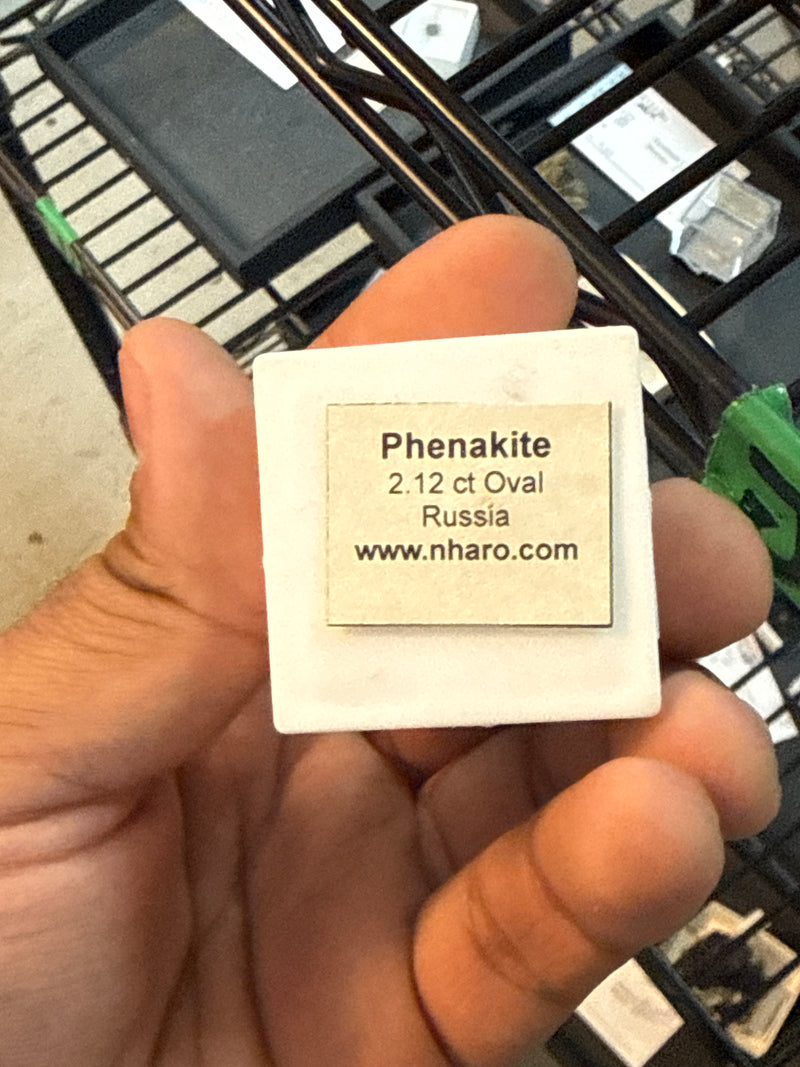 Phenakite
2.12 ct Oval
Russia
www.nharo.com